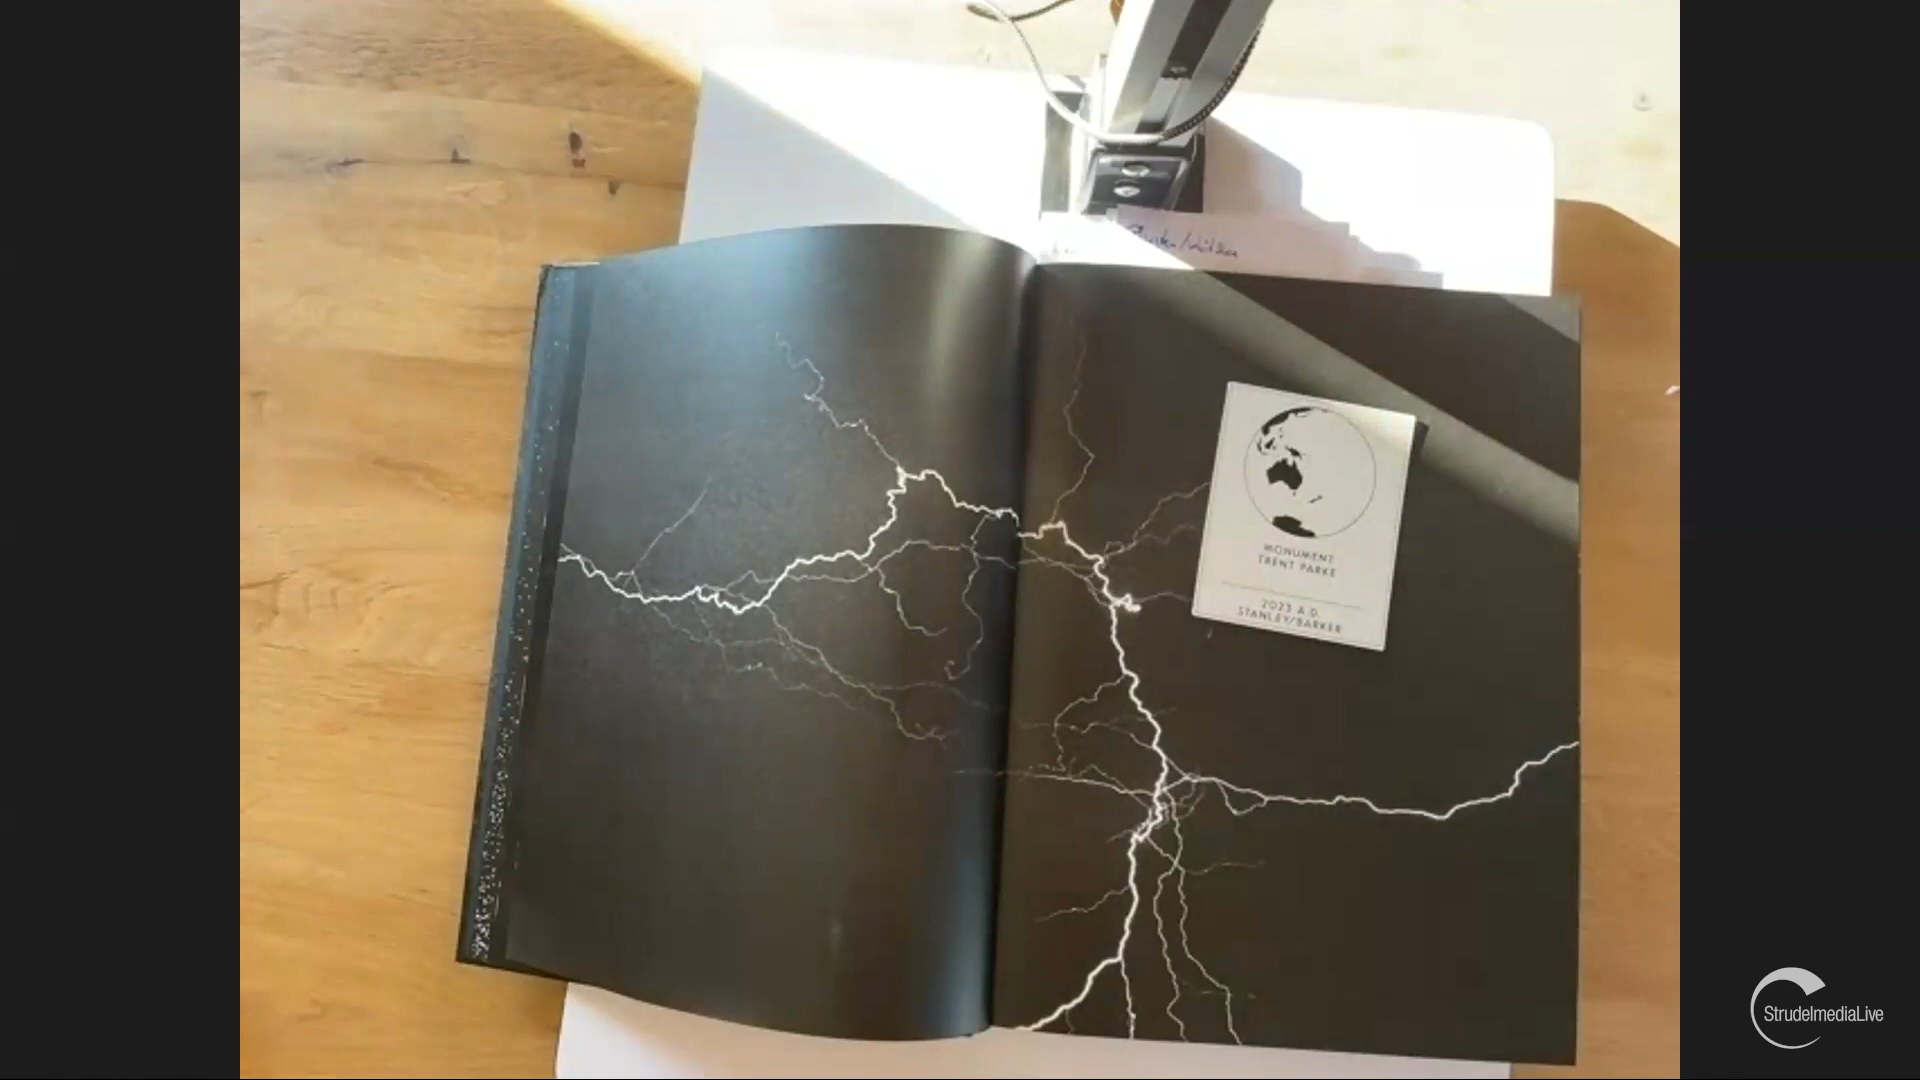 MONUMENT
TRENT PARKE
2023 A.D.
STANLEY/BARKER
StrudelmediaLive